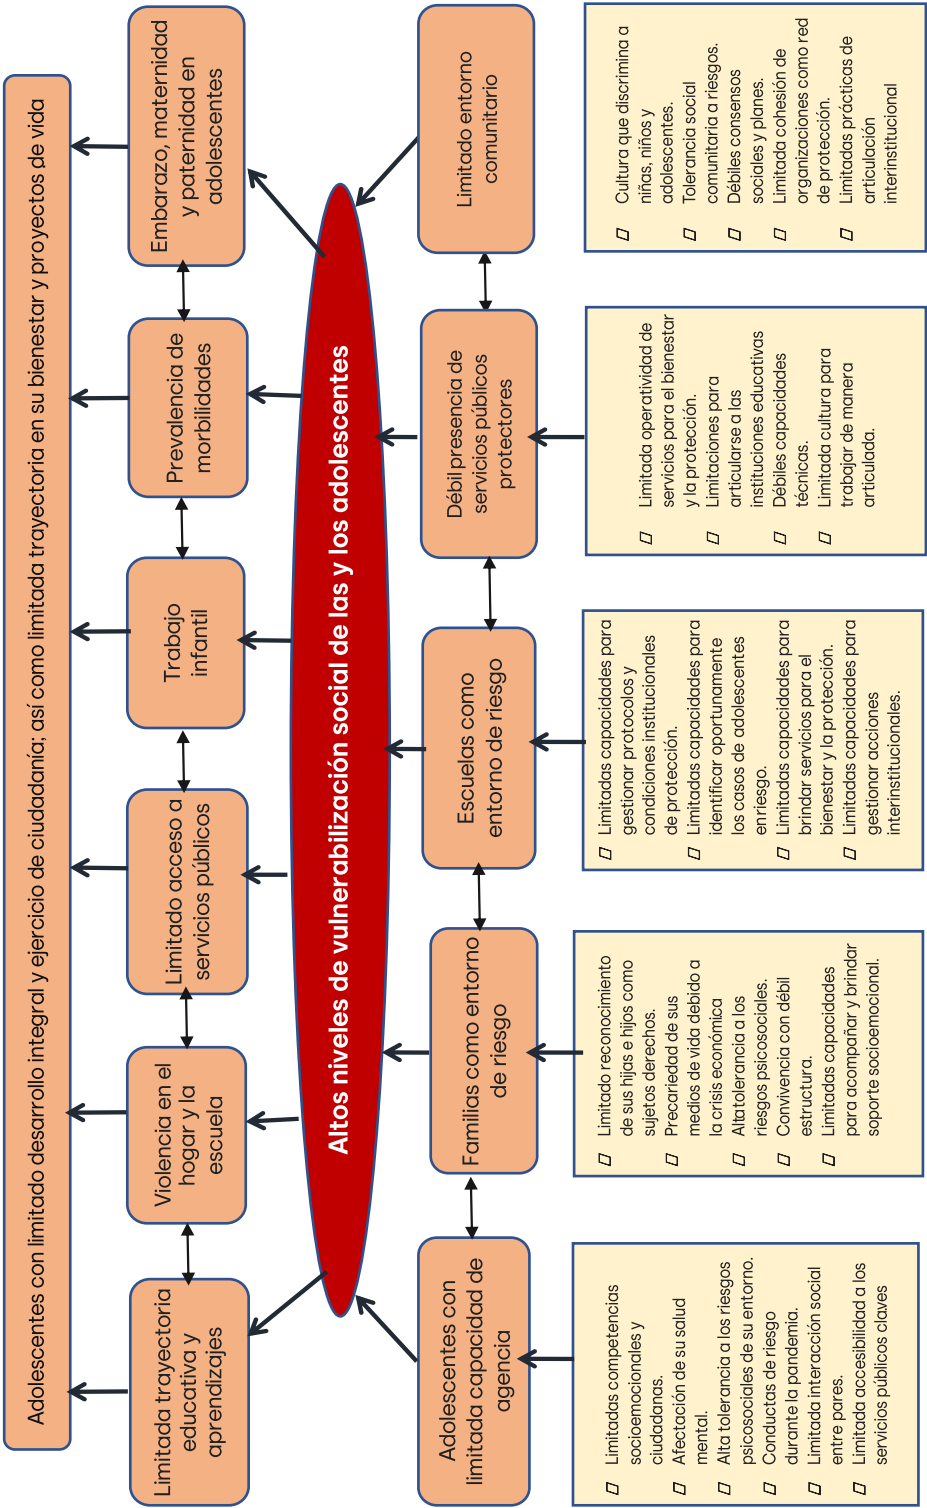 Adolescentes con limitado desarrollo integral y ejercicio de ciudadanía; así como limitada trayectoria en su bienestar y proyectos de vida
Limitada trayectoria
educativa y
aprendizajes
Violencia en el
hogar y la
escuela
Limitado acceso a
servicios públicos
Trabajo
infantil
Prevalencia de
morbilidades
Embarazo, maternidad
y paternidad en
adolescentes
Altos niveles de vulnerabilización social de las y los adolescentes
Adolescentes con
limitada capacidad de
agencia
Familias como entorno
de riesgo
Escuelas como
entorno de riesgo
Débil presencia de
servicios públicos
protectores
Limitado entorno
comunitario
Limitadas competencias
socioemocionales y
ciudadanas.
Afectación de su salud
mental.
Alta tolerancia a los riesgos
psicosociales de su entorno.
Conductas de riesgo
durante la pandemia.
Limitada interacción social
entre pares.
Limitada accesibilidad a los
servicios públicos claves
Limitado reconocimiento
de sus hijas e hijos como
sujetos derechos.
Precariedad de sus
medios de vida debido a
la crisis económica
Alta tolerancia a los
riesgos psicosociales.
Convivencia con débil
estructura.
Limitadas capacidades
para acompañar y brindar
soporte socioemocional.
Limitadas capacidades para
gestionar protocolos y
condiciones institucionales
de protección.
Limitadas capacidades para
identificar oportunamente
los casos de adolescentes
en riesgo.
Limitadas capacidades para
brindar servicios para el
bienestar y la protección.
Limitadas capacidades para
gestionar acciones
interinstitucionales.
Limitada operatividad de
servicios para el bienestar
y la protección.
Limitaciones para
articularse a las
instituciones educativas
Débiles capacidades
técnicas.
Limitada cultura para
trabajar de manera
articulada.
Cultura que discrimina a
niñas, niños y
adolescentes.
Tolerancia social
comunitaria a riesgos.
Débiles consensos
sociales y planes.
Limitada cohesión de
organizaciones como red
de protección.
Limitadas prácticas de
articulación
interinstitucional